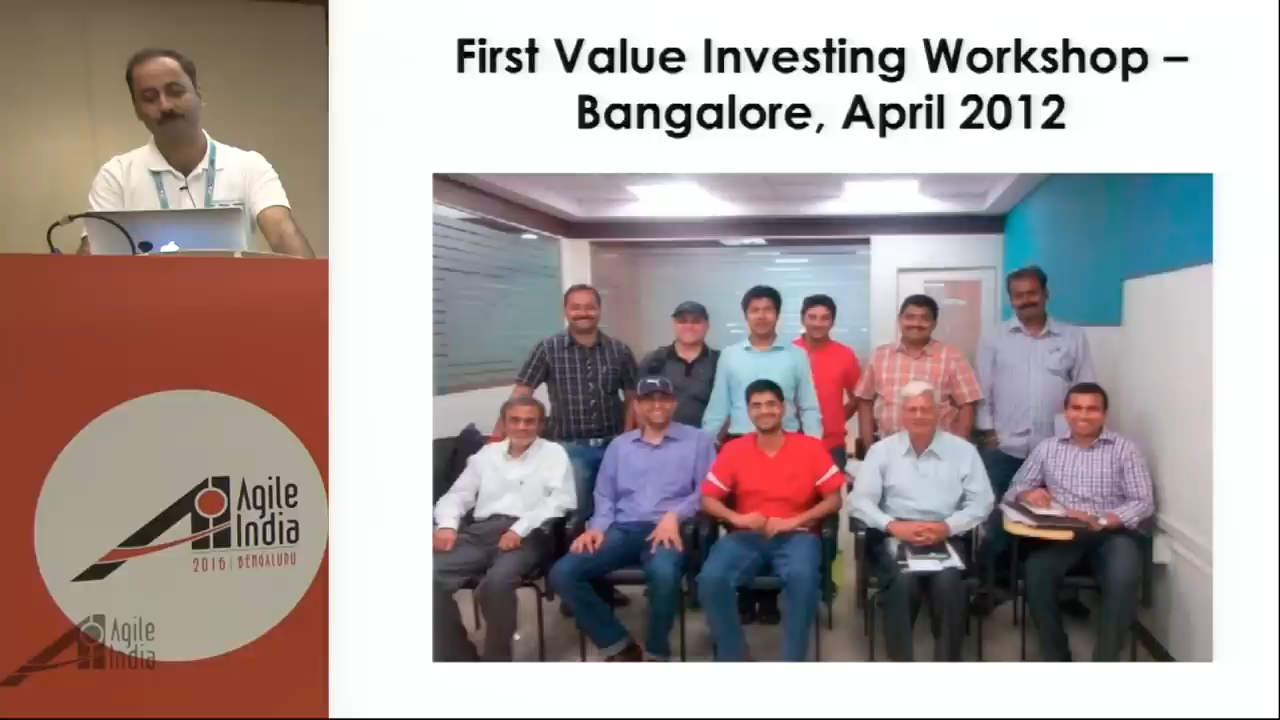 First Value Investing Workshop –
Bangalore, April 2012
Agile
India
2016 | BENGALURU
Agile
India